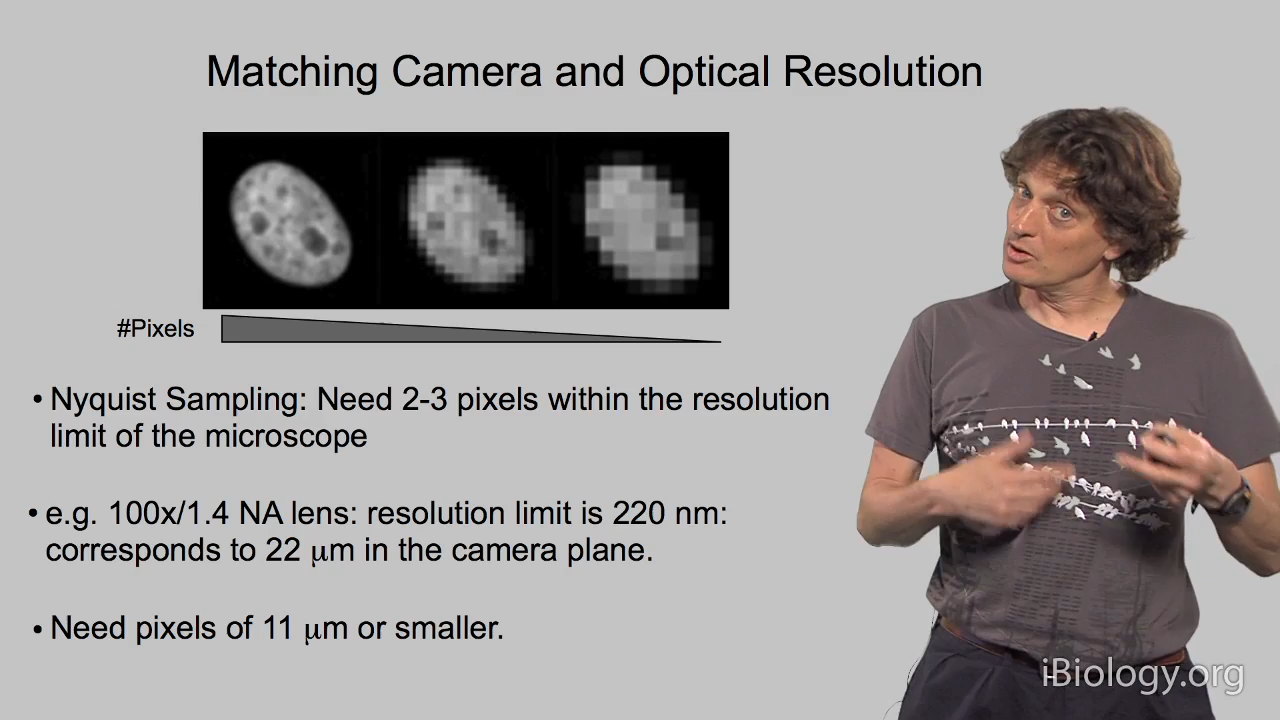 Matching Camera and Optical Resolution
#Pixels
• Nyquist Sampling: Need 2-3 pixels within the resolution
limit of the microscope
• e.g. 100x/1.4 NA lens: resolution limit is 220 nm:
corresponds to 22 μm in the camera plane.
• Need pixels of 11 μm or smaller.
iBiology.org